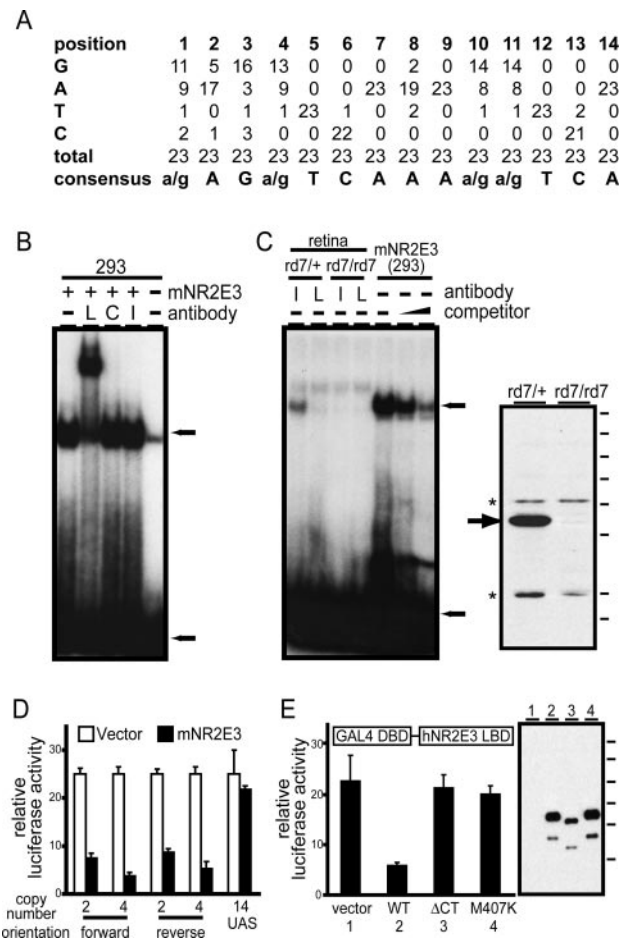 A
position 1 2 3 4 5 6 7 8 9 10 11 12 13 14
G 11 5 16 13 0 0 0 2 0 14 14 0 0 0
A 9 17 3 9 0 0 23 19 23 8 8 0 0 23
T 1 0 1 1 23 1 0 2 0 1 1 23 2 0
C 2 1 3 0 0 22 0 0 0 0 0 0 21 0
total 23 23 23 23 23 23 23 23 23 23 23 23 23 23
consensus a/g A G a/g T C A A A a/g a/g T C A
B
293
+ + + + – mNR2E3
– L C I – antibody
C
retina
rd7/+ rd7/rd7 mNR2E3 (293)
I L I L – – – antibody
– – – – – competitor
rd7/+ rd7/rd7
*
*
D
Vector mNR2E3
relative luciferase activity
30
20
10
0
copy number 2 4 2 4 14
orientation forward reverse UAS
E
GAL4 DBD hNR2E3 LBD
relative luciferase activity
30
20
10
0
vector WT ΔCT M407K
1 2 3 4
1 2 3 4